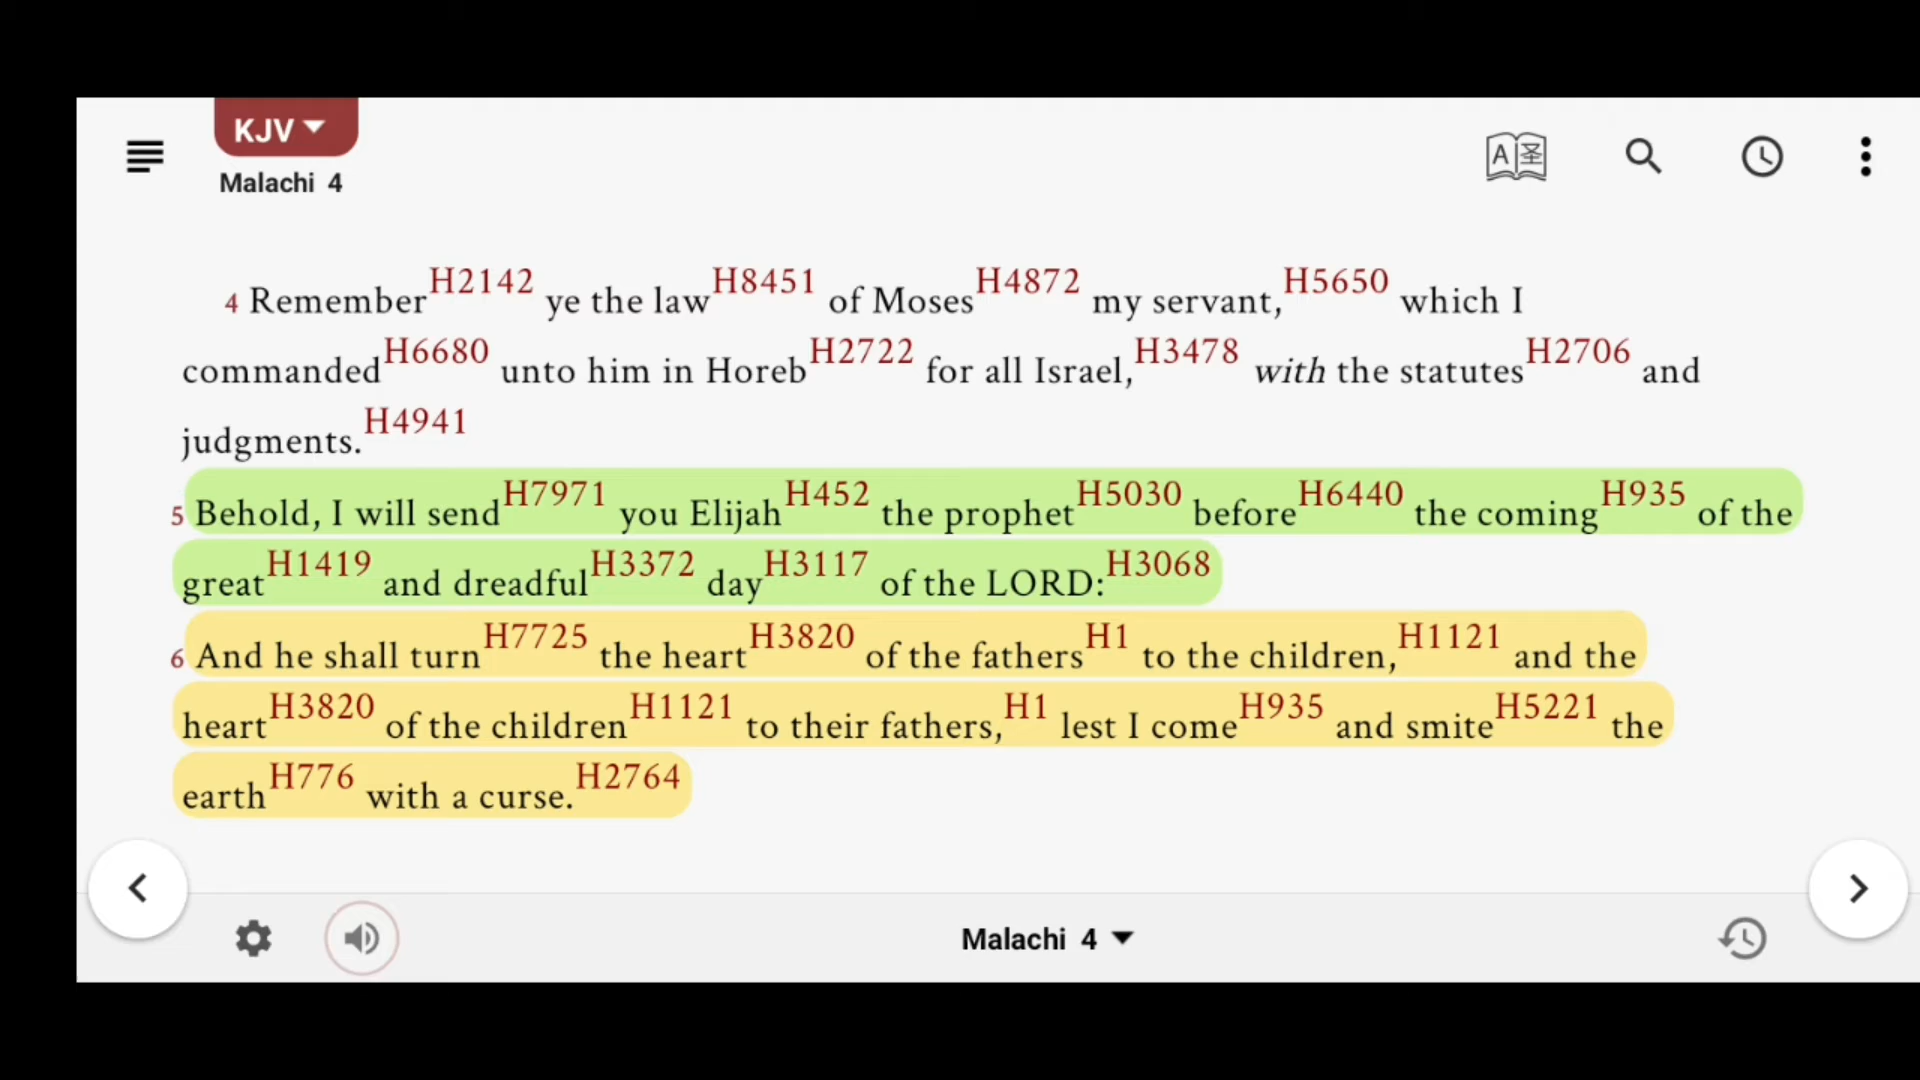 KJV
Malachi 4
A 圣
4 Remember H2142 ye the law H8451 of Moses H4872 my servant, H5650 which I
commanded H6680 unto him in Horeb H2722 for all Israel, H3478 with the statutes H2706 and
judgments. H4941
5 Behold, I will send H7971 you Elijah H452 the prophet H5030 before H6440 the coming H935 of the
great H1419 and dreadful H3372 day H3117 of the LORD: H3068
6 And he shall turn H7725 the heart H3820 of the fathers H1 to the children, H1121 and the
heart H3820 of the children H1121 to their fathers, H1 lest I come H935 and smite H5221 the
earth H776 with a curse. H2764
Malachi 4